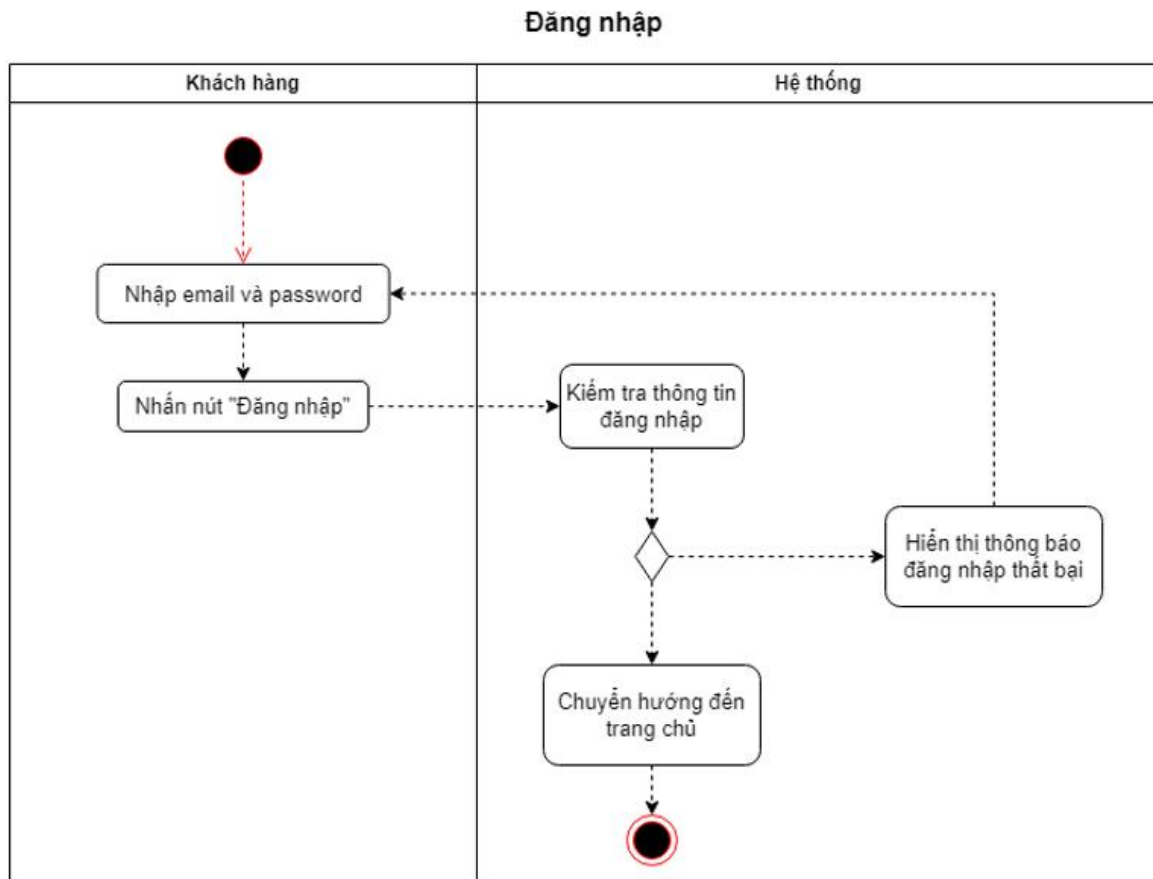 Đăng nhập
Khách hàng
Hệ thống
Nhập email và password
Nhấn nút "Đăng nhập"
Kiểm tra thông tin
đăng nhập
Hiển thị thông báo
đăng nhập thất bại
Chuyển hướng đến
trang chủ